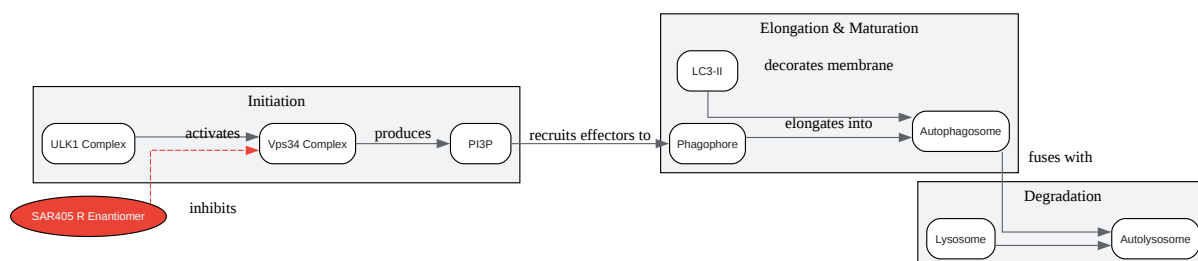 Elongation & Maturation
LC3-II
decorates membrane
Initiation
ULK1 Complex
activates
Vps34 Complex
produces
PI3P
recruits effectors to
Phagophore
elongates into
Autophagosome
fuses with
SAR405 R Enantiomer
inhibits
Degradation
Lysosome
Autolysosome